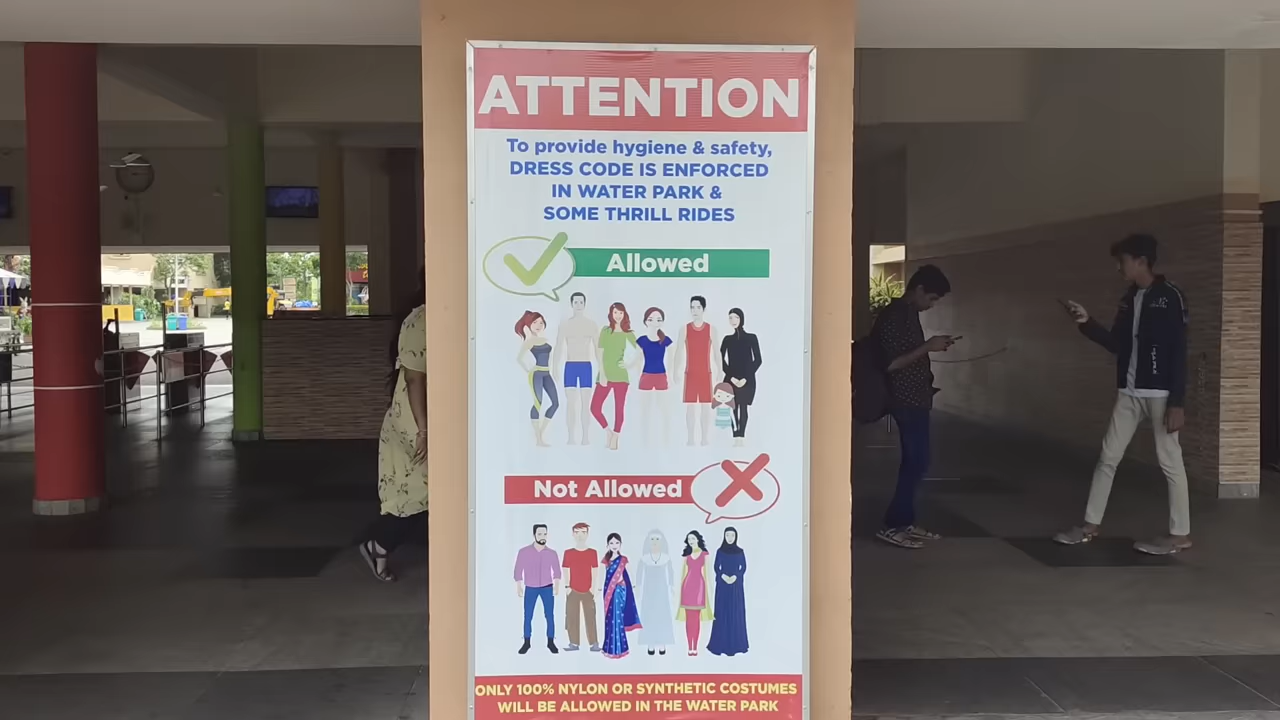 ATTENTION
To provide hygiene & safety,
DRESS CODE IS ENFORCED
IN WATER PARK &
SOME THRILL RIDES
Allowed
Not Allowed
ONLY 100% NYLON OR SYNTHETIC COSTUMES
WILL BE ALLOWED IN THE WATER PARK